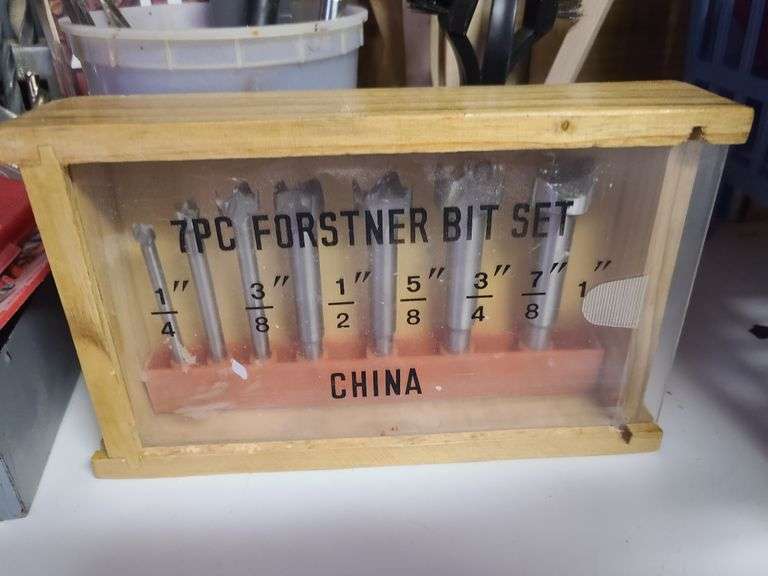 7PC FORSTNER BIT SET
1/4" 3/8" 1/2" 5/8" 3/4" 7/8" 1"
CHINA